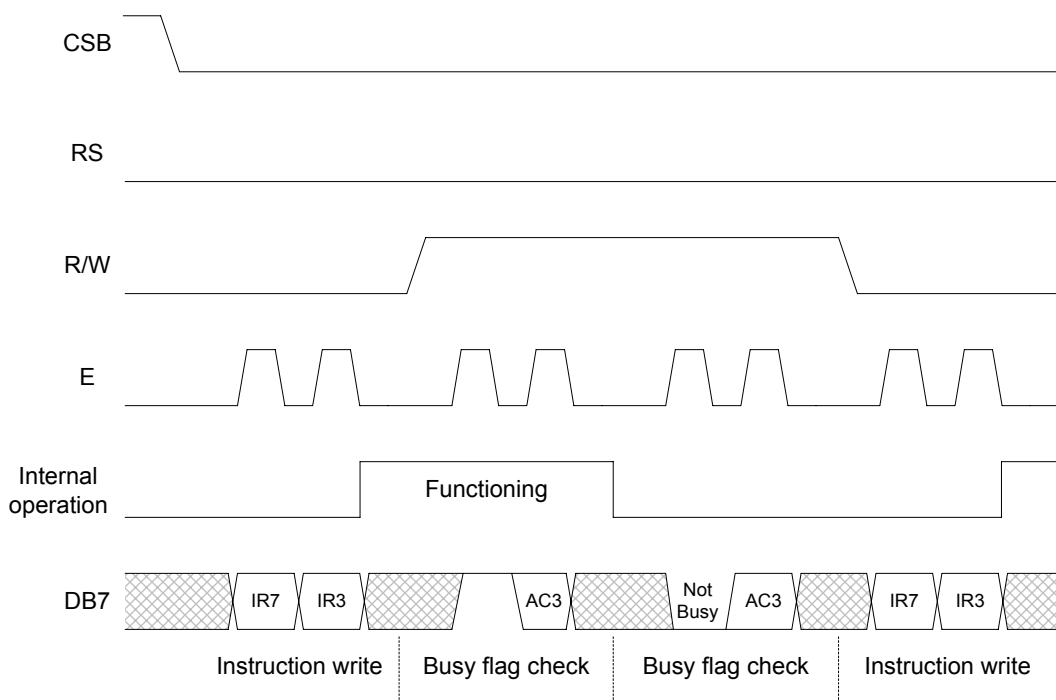 CSB
RS
R/W
E
Internal
operation
Functioning
DB7
IR7
IR3
AC3
Not
Busy
AC3
IR7
IR3
Instruction write
Busy flag check
Busy flag check
Instruction write